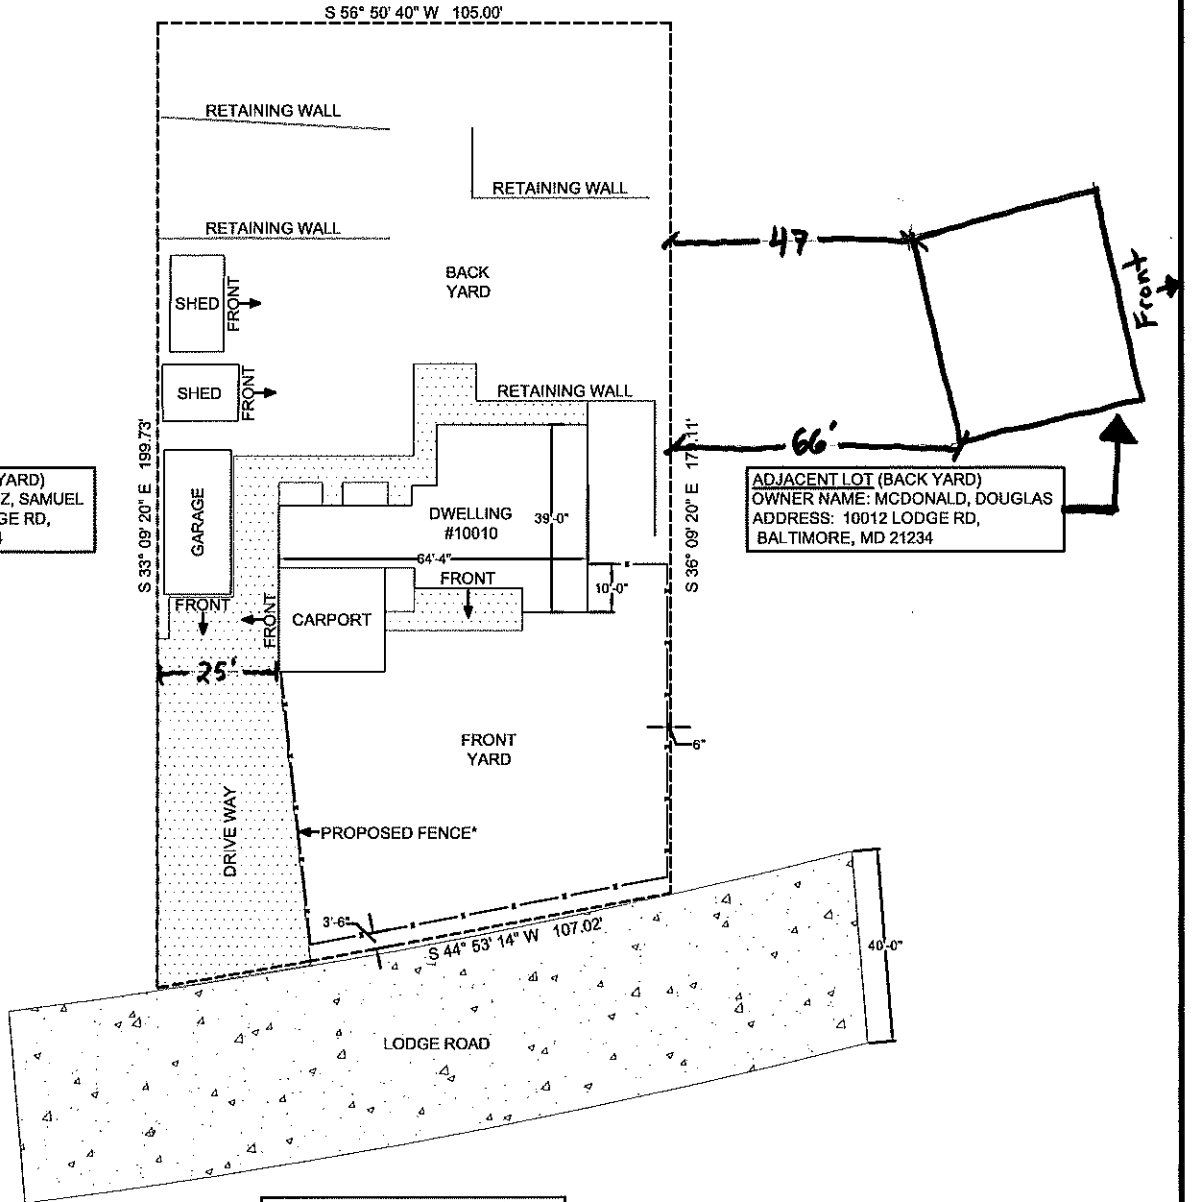 S 56° 50' 40" W 105.00'
RETAINING WALL
RETAINING WALL
RETAINING WALL
47
BACK
YARD
SHED
FRONT
Front
SHED
FRONT
RETAINING WALL
66'
S 33° 09' 20" E 199.73'
S 36° 09' 20" E
YARD)
Z, SAMUEL
GE RD,
ADJACENT LOT (BACK YARD)
OWNER NAME: MCDONALD, DOUGLAS
ADDRESS: 10012 LODGE RD,
BALTIMORE, MD 21234
GARAGE
DWELLING
#10010
39'-0"
64'-4"
FRONT
10'-0"
FRONT
FRONT
CARPORT
25'
FRONT
YARD
6"
DRIVE WAY
PROPOSED FENCE*
3'-6"
S 44° 53' 14" W 107.02'
40'-0"
LODGE ROAD